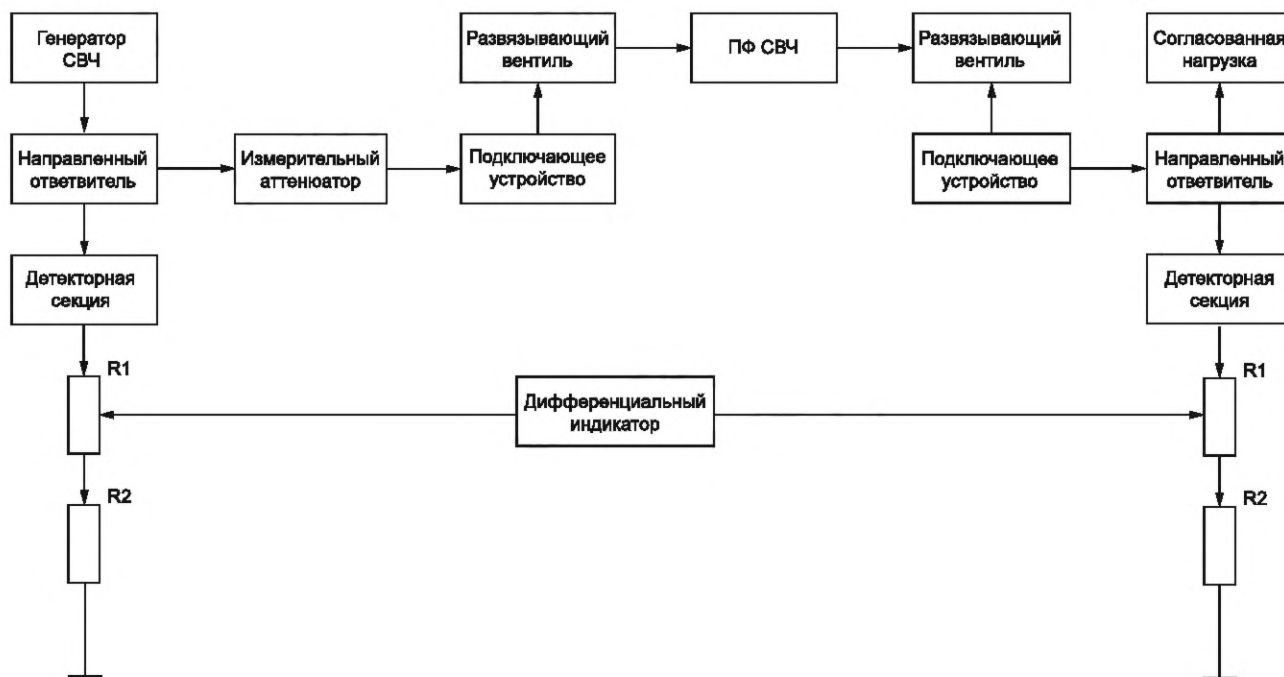 Генератор
СВЧ
Развязывающий
вентиль
ПФ СВЧ
Развязывающий
вентиль
Согласованная
нагрузка
Направленный
ответвитель
Измерительный
аттенюатор
Подключающее
устройство
Подключающее
устройство
Направленный
ответвитель
Детекторная
секция
Детекторная
секция
R1
R1
Дифференциальный
индикатор
R2
R2